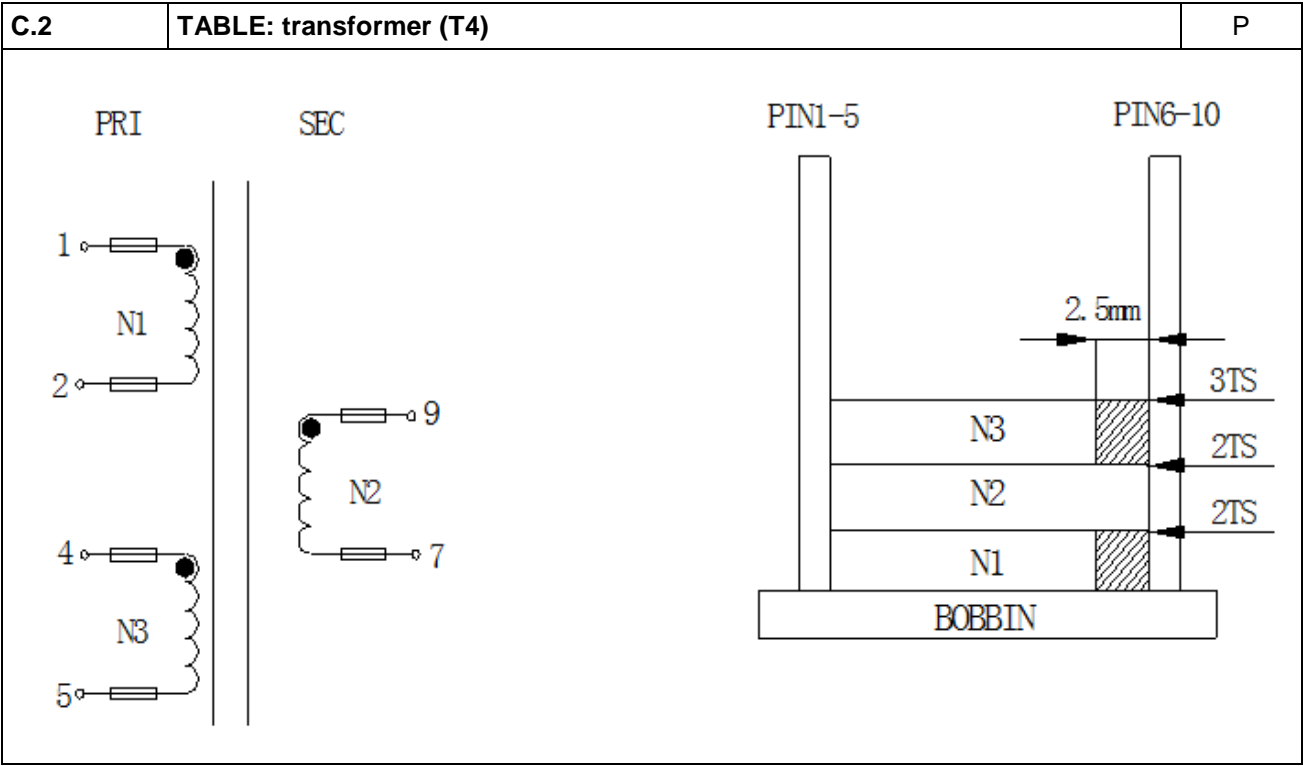 C.2 TABLE: transformer (T4) P
PRI SEC
PIN1-5 PIN6-10
1
N1
2
9
N2
7
4
N3
5
2.5mm
3TS
N3
2TS
N2
2TS
N1
BOBBIN